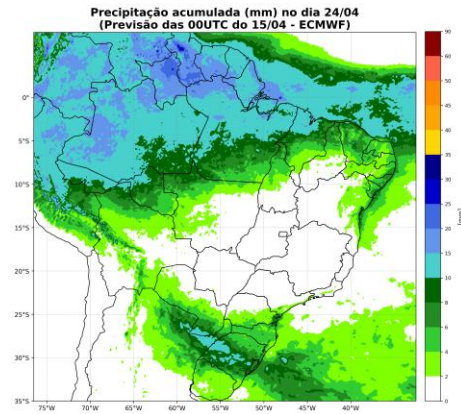 Precipitação acumulada (mm) no dia 24/04
(Previsão das 00UTC do 15/04 - ECMWF)
90
60
50
45
40
35
30
25
20
15
10
8
6
4
2
0
[mm]
0°
5°S
10°S
15°S
20°S
25°S
30°S
35°S
75°W
70°W
65°W
60°W
55°W
50°W
45°W
40°W